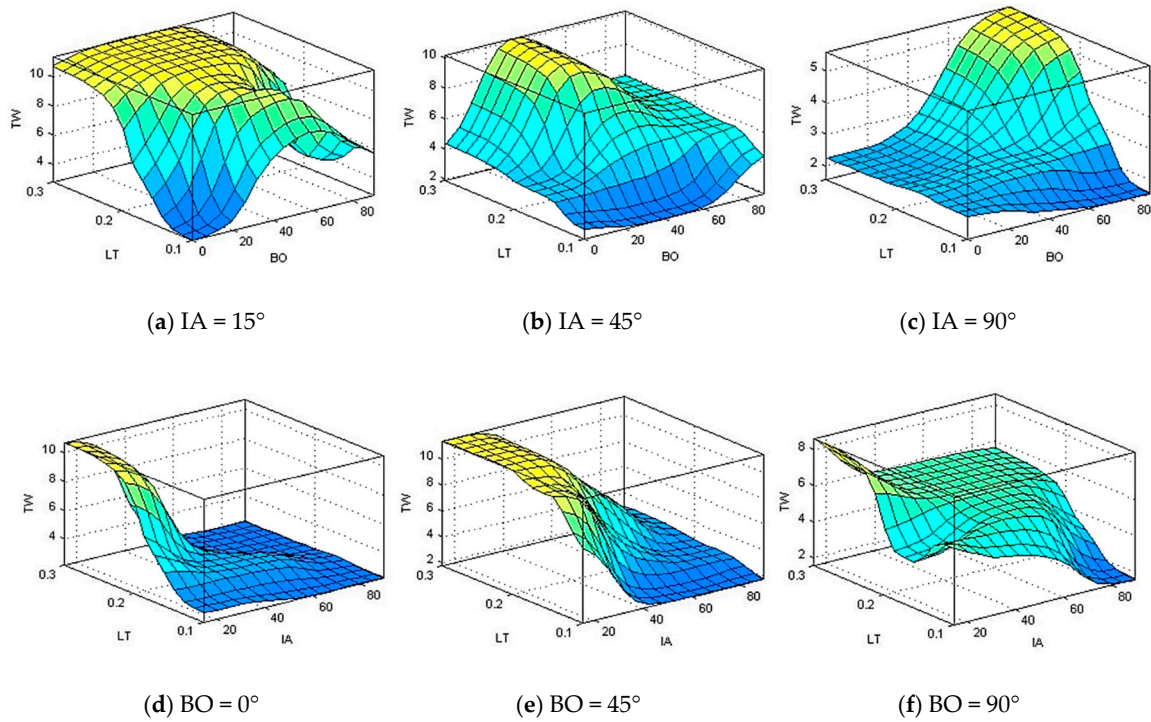 10
8
6
4
TW
0.3
0.2
0.1
LT
0
20
40
60
80
BO
(a) IA = 15°
10
8
6
4
2
TW
0.3
0.2
0.1
LT
0
20
40
60
80
BO
(b) IA = 45°
5
4
3
2
TW
0.3
0.2
0.1
LT
0
20
40
60
80
BO
(c) IA = 90°
10
8
6
4
TW
0.3
0.2
0.1
LT
20
40
60
80
IA
(d) BO = 0°
10
8
6
4
2
TW
0.3
0.2
0.1
LT
20
40
60
80
IA
(e) BO = 45°
8
6
4
2
TW
0.3
0.2
0.1
LT
20
40
60
80
IA
(f) BO = 90°